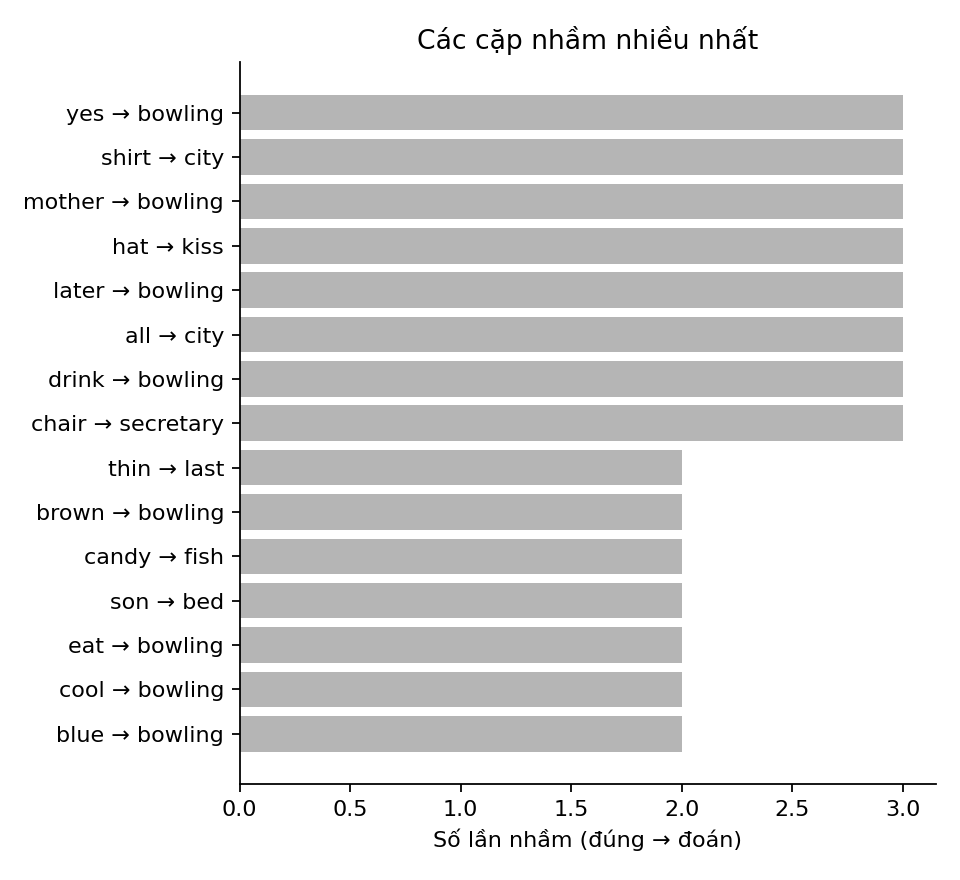 Các cặp nhầm nhiều nhất
yes → bowling
shirt → city
mother → bowling
hat → kiss
later → bowling
all → city
drink → bowling
chair → secretary
thin → last
brown → bowling
candy → fish
son → bed
eat → bowling
cool → bowling
blue → bowling
0.0 0.5 1.0 1.5 2.0 2.5 3.0
Số lần nhầm (đúng → đoán)